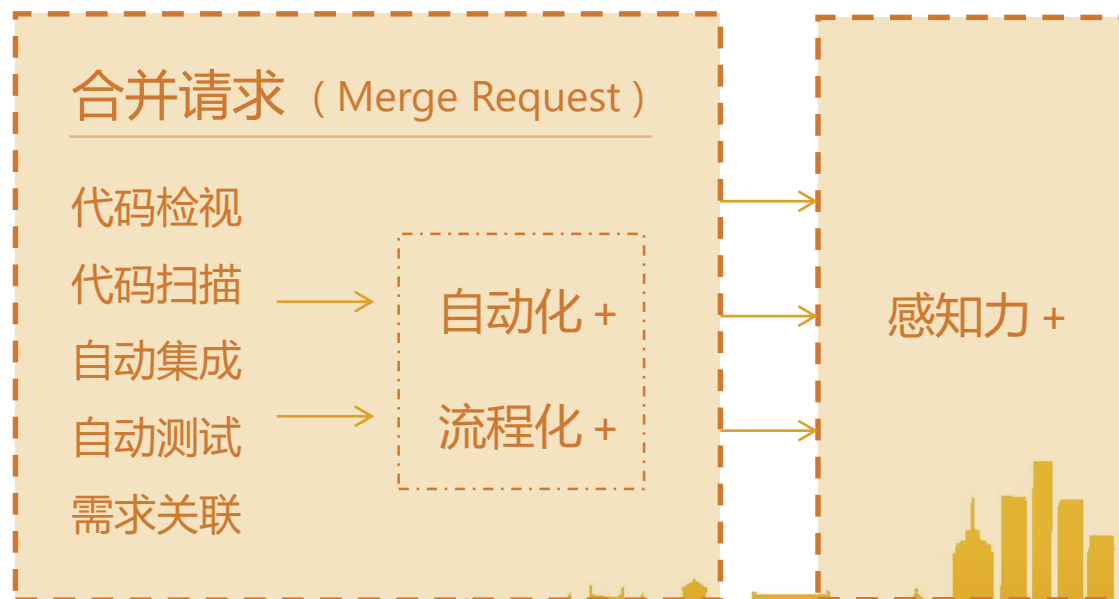 合并请求（Merge Request）
代码检视
代码扫描
自动集成
自动测试
需求关联
自动化 +
流程化 +
感知力 +